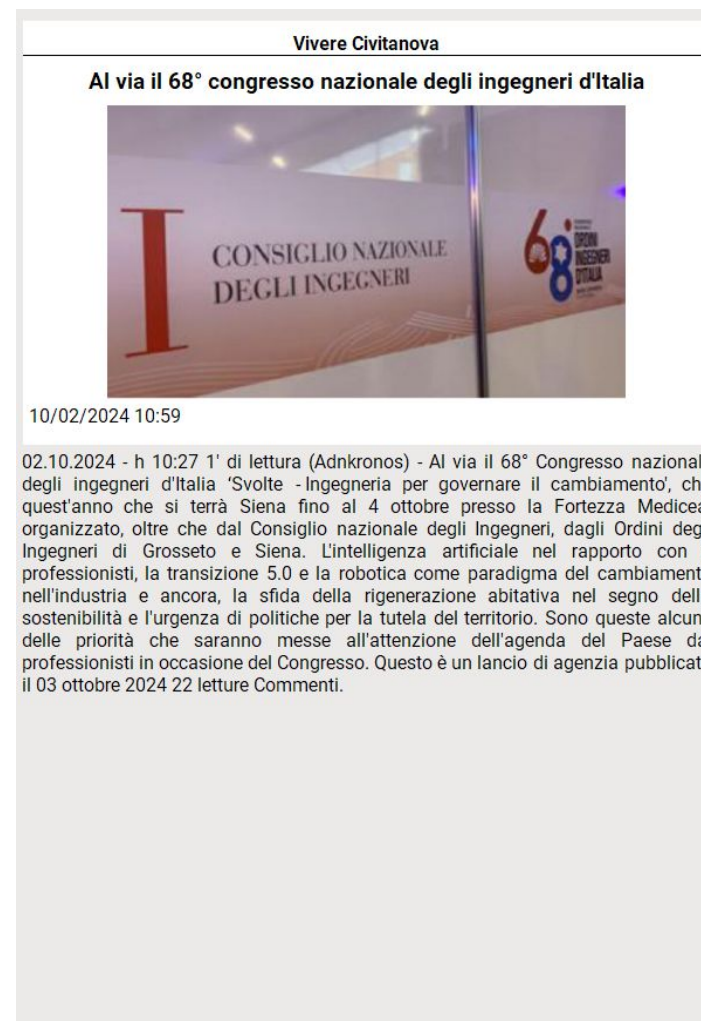 Vivere Civitanova
Al via il 68° congresso nazionale degli ingegneri d'Italia
I
CONSIGLIO NAZIONALE
DEGLI INGEGNERI
68°
ORDINI
INGEGNERI
D'ITALIA
10/02/2024 10:59
02.10.2024 - h 10:27 1' di lettura (Adnkronos) - Al via il 68° Congresso nazional
degli ingegneri d'Italia ‘Svolte - Ingegneria per governare il cambiamento', ch
quest'anno che si terrà Siena fino al 4 ottobre presso la Fortezza Medicea
organizzato, oltre che dal Consiglio nazionale degli Ingegneri, dagli Ordini deg
Ingegneri di Grosseto e Siena. L'intelligenza artificiale nel rapporto con
professionisti, la transizione 5.0 e la robotica come paradigma del cambiament
nell'industria e ancora, la sfida della rigenerazione abitativa nel segno dell
sostenibilità e l'urgenza di politiche per la tutela del territorio. Sono queste alcun
delle priorità che saranno messe all'attenzione dell'agenda del Paese da
professionisti in occasione del Congresso. Questo è un lancio di agenzia pubblicat
il 03 ottobre 2024 22 letture Commenti.